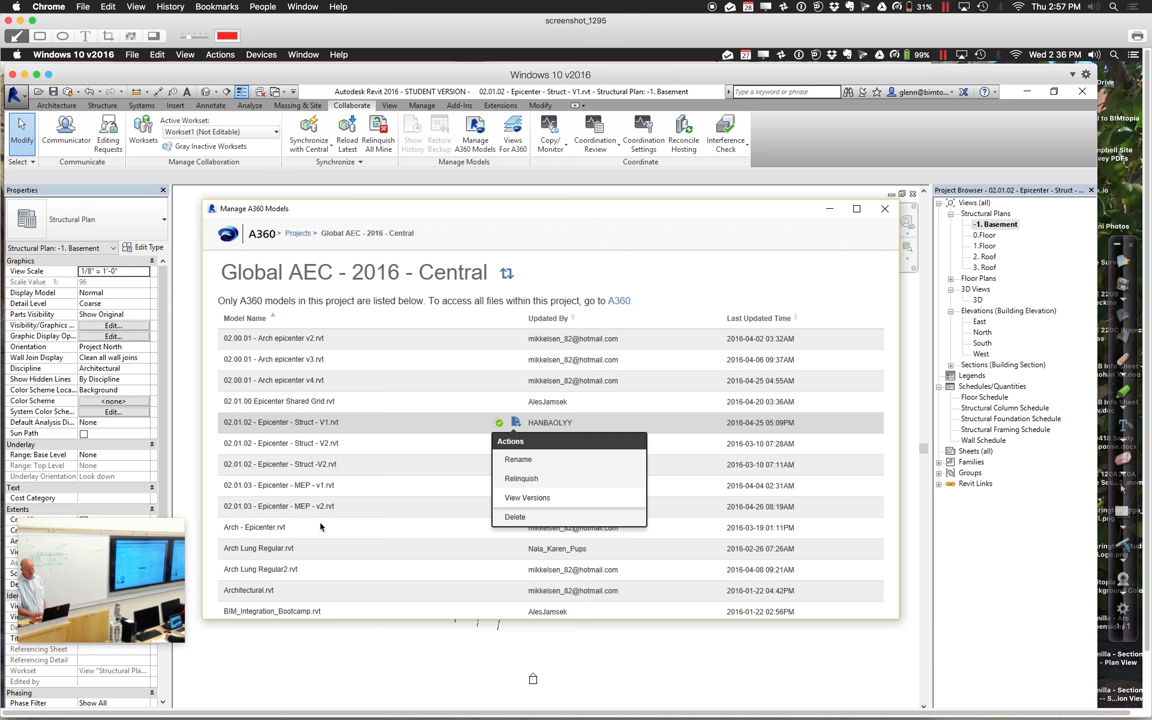 Chrome File Edit View History Bookmarks People Window Help 31% Thu 2:57 PM
screenshot_1295
T
Windows 10 v2016 File Edit View Actions Devices Window Help 99% Wed 2 36 PM
Windows 10 v2016
Autodesk Revit 2016 - STUDENT VERSION - 02.01.02 - Epicenter - Struct - V1.rvt - Structural Plan: -1. Basement Type a keyword or phrase glenn@bimto...
Architecture Structure Systems Insert Annotate Analyze Massing & Site Collaborate View Manage Add-Ins Extensions Modify
Modify
Communicator
Editing Requests
Worksets
Active Workset:
Workset1 (Not Editable)
Gray Inactive Worksets
Synchronize with Central
Reload Latest
Relinquish All Mine
Show History
Restore Backup
Manage A360 Models
Views For A360
Copy/ Monitor
Coordination Review
Coordination Settings
Reconcile Hosting
Interference Check
Select Communicate Manage Collaboration Synchronize Manage Models Coordinate
Properties
Structural Plan
Structural Plan: -1. Basement Edit Type
Graphics
View Scale 1/8" = 1'-0"
Scale Value 1: 96
Display Model Normal
Detail Level Coarse
Parts Visibility Show Original
Visibility/Graphics ... Edit...
Graphic Display Op... Edit...
Orientation Project North
Wall Join Display Clean all wall joins
Discipline Architectural
Show Hidden Lines By Discipline
Color Scheme Loca... Background
Color Scheme <none>
System Color Sche... Edit...
Default Analysis Di... None
Sun Path
Underlay
Range: Base Level None
Range: Top Level None
Underlay Orientation Look down
Text
Cost Category
Extents
Referencing Sheet
Referencing Detail
Workset View "Structural Pla...
Edited by
Phasing
Phase Filter Show All
Manage A360 Models
A360 > Projects > Global AEC - 2016 - Central
Global AEC - 2016 - Central
Only A360 models in this project are listed below. To access all files within this project, go to A360.
Model Name Updated By Last Updated Time
02.00.01 - Arch epicenter v2.rvt mikkelsen_82@hotmail.com 2016-04-02 03:32AM
02.00.01 - Arch epicenter v3.rvt mikkelsen_82@hotmail.com 2016-04-06 09:37AM
02.00.01 - Arch epicenter v4.rvt mikkelsen_82@hotmail.com 2016-04-25 04:55AM
02.01.00 Epicenter Shared Grid.rvt AlesJamsek 2016-04-20 03:36AM
02.01.02 - Epicenter - Struct - V1.rvt HANBAOLYY 2016-04-25 05:09PM
02.01.02 - Epicenter - Struct - V2.rvt 2016-03-10 07:28AM
02.01.02 - Epicenter - Struct -V2.rvt 2016-03-10 07:11AM
02.01.03 - Epicenter - MEP - v1.rvt 2016-04-04 02:31AM
02.01.03 - Epicenter - MEP - v2.rvt 2016-04-26 08:19AM
Arch - Epicenter.rvt mikkelsen_82@hotmail.com 2016-03-19 01:11PM
Arch Lung Regular.rvt Nala_Karen_Pups 2016-02-26 07:26AM
Arch Lung Regular2.rvt mikkelsen_82@hotmail.com 2016-04-08 09:21AM
Architectural.rvt mikkelsen_82@hotmail.com 2016-01-22 04:42PM
BIM_Integration_Bootcamp.rvt AlesJamsek 2016-01-22 02:56PM
Actions
Rename
Relinquish
View Versions
Delete
Project Browser - 02.01.02 - Epicenter - Struct - ...
Views (all)
Structural Plans
-1. Basement
0.Floor
1.Floor
2. Roof
3. Roof
Floor Plans
3D Views
3D
Elevations (Building Elevation)
East
North
South
West
Sections (Building Section)
Legends
Schedules/Quantities
Floor Schedule
Structural Column Schedule
Structural Foundation Schedule
Structural Framing Schedule
Wall Schedule
Sheets (all)
Families
Groups
Revit Links